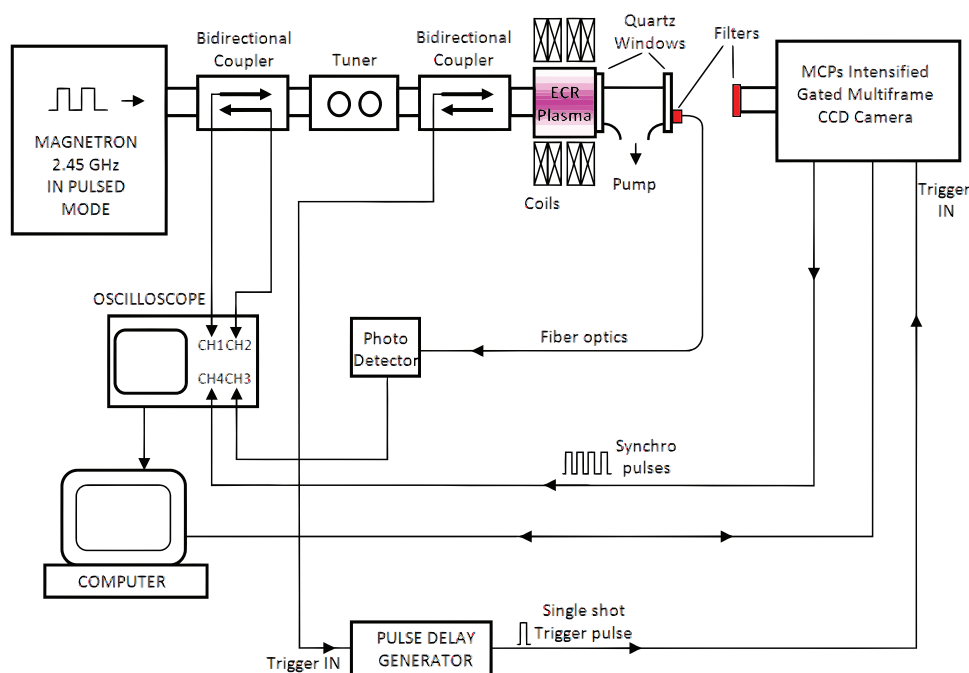 Bidirectional
Coupler
Tuner
Bidirectional
Coupler
Quartz
Windows
Filters
MAGNETRON
2.45 GHz
IN PULSED
MODE
ECR
Plasma
MCPs Intensified
Gated Multiframe
CCD Camera
Pump
Coils
Trigger
IN
OSCILLOSCOPE
CH1 CH2
CH4 CH3
Photo
Detector
Fiber optics
Synchro
pulses
COMPUTER
Single shot
Trigger pulse
Trigger IN
PULSE DELAY
GENERATOR